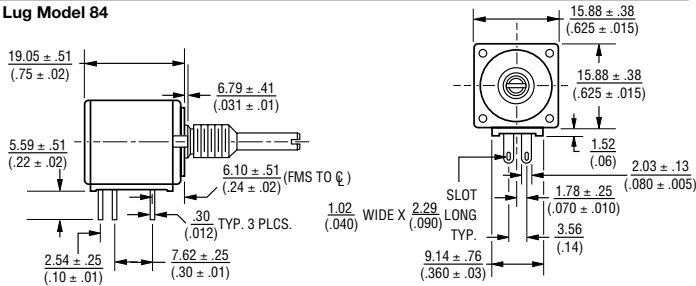 Lug Model 84
19.05 ± .51
(.75 ± .02)
6.79 ± .41
(.031 ± .01)
5.59 ± .51
(.22 ± .02)
6.10 ± .51
(.24 ± .02)
(FMS TO ℄)
.30
(.012)
TYP. 3 PLCS.
2.54 ± .25
(.10 ± .01)
7.62 ± .25
(.30 ± .01)
15.88 ± .38
(.625 ± .015)
15.88 ± .38
(.625 ± .015)
1.52
(.06)
2.03 ± .13
(.080 ± .005)
1.78 ± .25
(.070 ± .010)
3.56
(.14)
SLOT
1.02
(.040)
WIDE X
2.29
(.090)
LONG
TYP.
9.14 ± .76
(.360 ± .03)